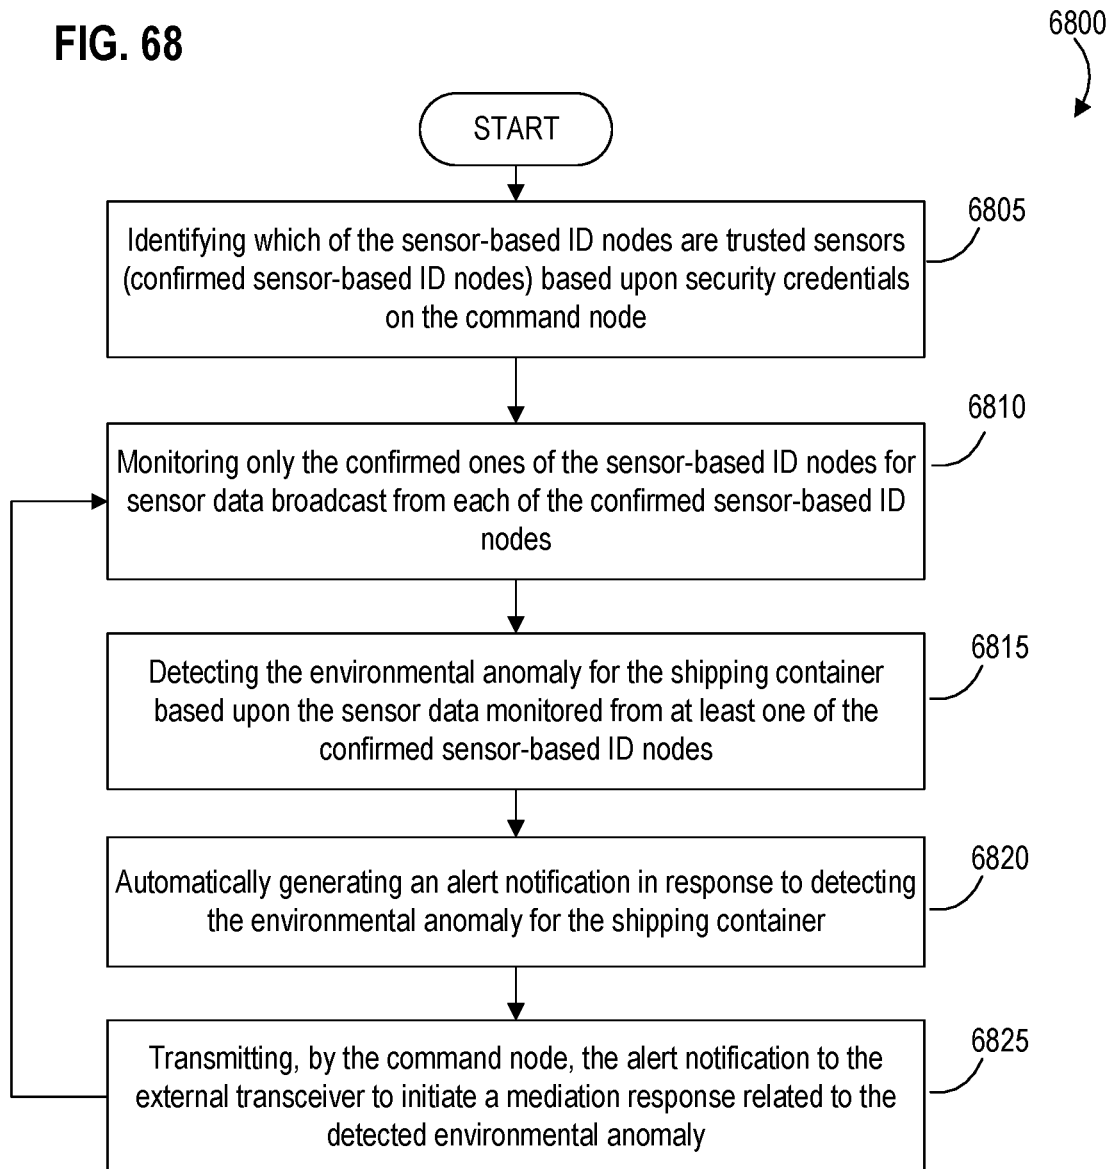 FIG. 68
6800
START
6805
Identifying which of the sensor-based ID nodes are trusted sensors
(confirmed sensor-based ID nodes) based upon security credentials
on the command node
6810
Monitoring only the confirmed ones of the sensor-based ID nodes for
sensor data broadcast from each of the confirmed sensor-based ID
nodes
6815
Detecting the environmental anomaly for the shipping container
based upon the sensor data monitored from at least one of the
confirmed sensor-based ID nodes
6820
Automatically generating an alert notification in response to detecting
the environmental anomaly for the shipping container
6825
Transmitting, by the command node, the alert notification to the
external transceiver to initiate a mediation response related to the
detected environmental anomaly